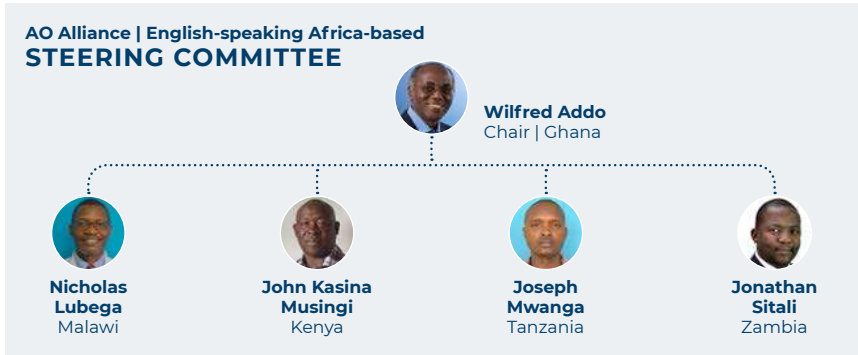 AO Alliance | English-speaking Africa-based
STEERING COMMITTEE
Wilfred Addo
Chair | Ghana
Nicholas
Lubega
Malawi
John Kasina
Musingi
Kenya
Joseph
Mwanga
Tanzania
Jonathan
Sitali
Zambia